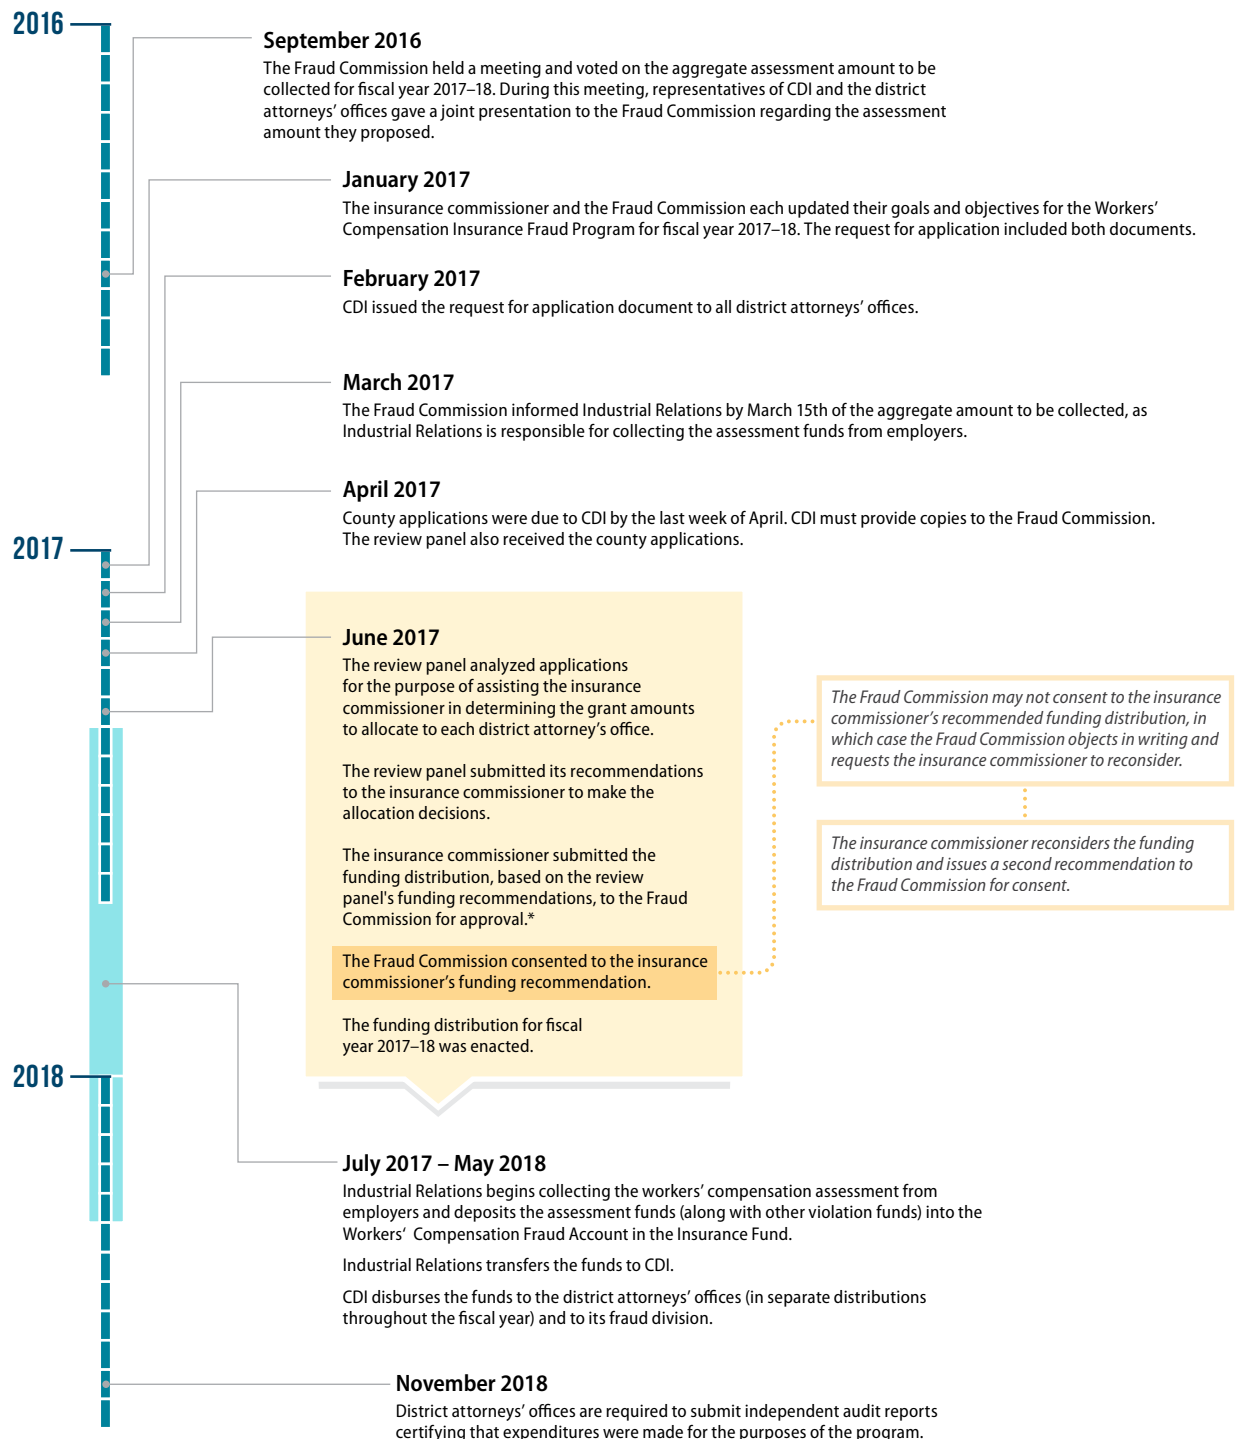 2016
September 2016
The Fraud Commission held a meeting and voted on the aggregate assessment amount to be
collected for fiscal year 2017–18. During this meeting, representatives of CDI and the district
attorneys’ offices gave a joint presentation to the Fraud Commission regarding the assessment
amount they proposed.
January 2017
The insurance commissioner and the Fraud Commission each updated their goals and objectives for the Workers’
Compensation Insurance Fraud Program for fiscal year 2017–18. The request for application included both documents.
February 2017
CDI issued the request for application document to all district attorneys’ offices.
March 2017
The Fraud Commission informed Industrial Relations by March 15th of the aggregate amount to be collected, as
Industrial Relations is responsible for collecting the assessment funds from employers.
April 2017
County applications were due to CDI by the last week of April. CDI must provide copies to the Fraud Commission.
The review panel also received the county applications.
2017
June 2017
The review panel analyzed applications
for the purpose of assisting the insurance
commissioner in determining the grant amounts
to allocate to each district attorney’s office.
The review panel submitted its recommendations
to the insurance commissioner to make the
allocation decisions.
The insurance commissioner submitted the
funding distribution, based on the review
panel's funding recommendations, to the Fraud
Commission for approval.*
The Fraud Commission consented to the insurance
commissioner’s funding recommendation.
The funding distribution for fiscal
year 2017–18 was enacted.
The Fraud Commission may not consent to the insurance
commissioner’s recommended funding distribution, in
which case the Fraud Commission objects in writing and
requests the insurance commissioner to reconsider.
The insurance commissioner reconsiders the funding
distribution and issues a second recommendation to
the Fraud Commission for consent.
2018
July 2017 – May 2018
Industrial Relations begins collecting the workers’ compensation assessment from
employers and deposits the assessment funds (along with other violation funds) into the
Workers‘ Compensation Fraud Account in the Insurance Fund.
Industrial Relations transfers the funds to CDI.
CDI disburses the funds to the district attorneys’ offices (in separate distributions
throughout the fiscal year) and to its fraud division.
November 2018
District attorneys’ offices are required to submit independent audit reports
certifying that expenditures were made for the purposes of the program.